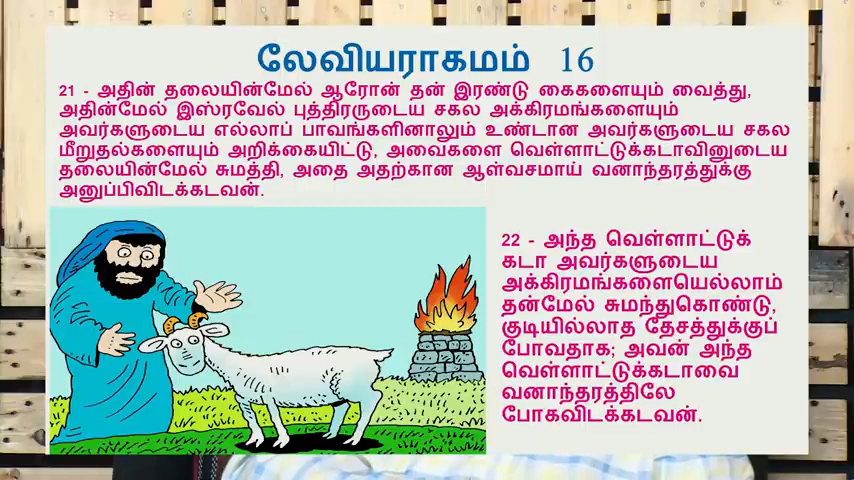 லேவியராகமம் 16
21 - அதின் தலையின்மேல் ஆரோன் தன் இரண்டு கைகளையும் வைத்து,
அதின்மேல் இஸ்ரவேல் புத்திரருடைய சகல அக்கிரமங்களையும்
அவர்களுடைய எல்லாப் பாவங்களினாலும் உண்டான அவர்களுடைய சகல
மீறுதல்களையும் அறிக்கையிட்டு, அவைகளை வெள்ளாட்டுக்கடாவினுடைய
தலையின்மேல் சுமத்தி, அதை அதற்கான ஆள்வசமாய் வனாந்தரத்துக்கு
அனுப்பிவிடக்கடவன்.
22 - அந்த வெள்ளாட்டுக்
கடா அவர்களுடைய
அக்கிரமங்களையெல்லாம்
தன்மேல் சுமந்துகொண்டு,
குடியில்லாத தேசத்துக்குப்
போவதாக; அவன் அந்த
வெள்ளாட்டுக்கடாவை
வனாந்தரத்திலே
போகவிடக்கடவன்.